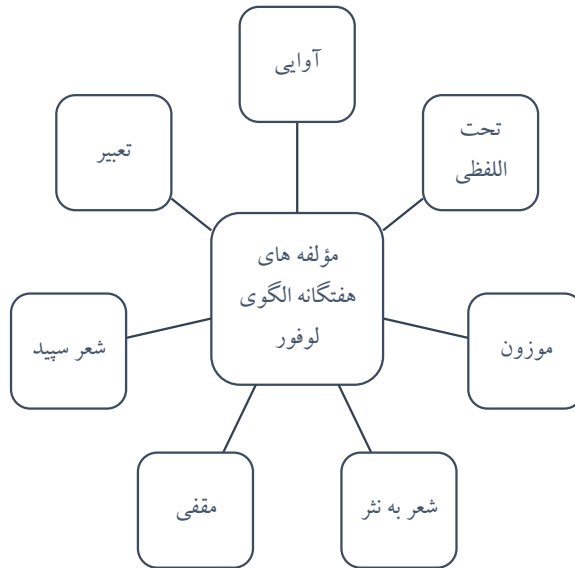 آوایی
تحت
اللفظی
موزون
شعر به نثر
مقفی
شعر سپید
تعبیر
مؤلفه های
هفتگانه الگوی
لوفور